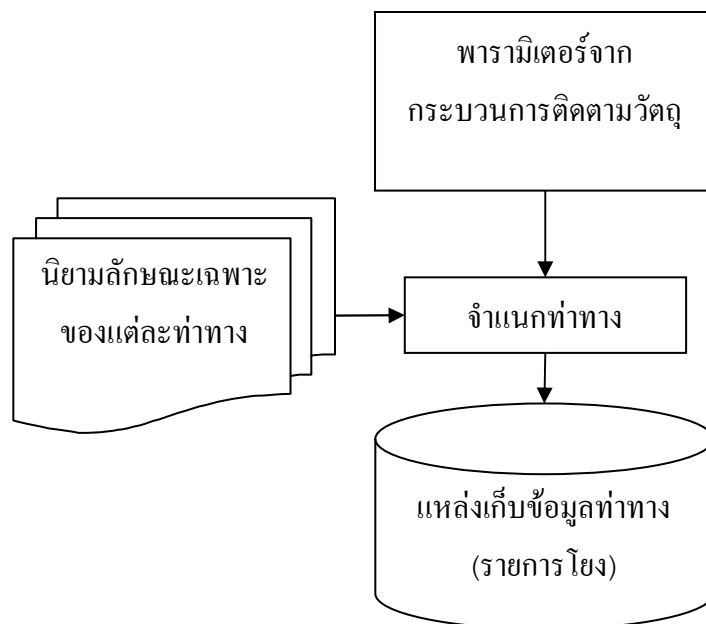 พารามิเตอร์จาก
กระบวนการติดตามวัตถุ
นิยามลักษณะเฉพาะ
ของแต่ละท่าทาง
จำแนกท่าทาง
แหล่งเก็บข้อมูลท่าทาง
(รายการโยง)